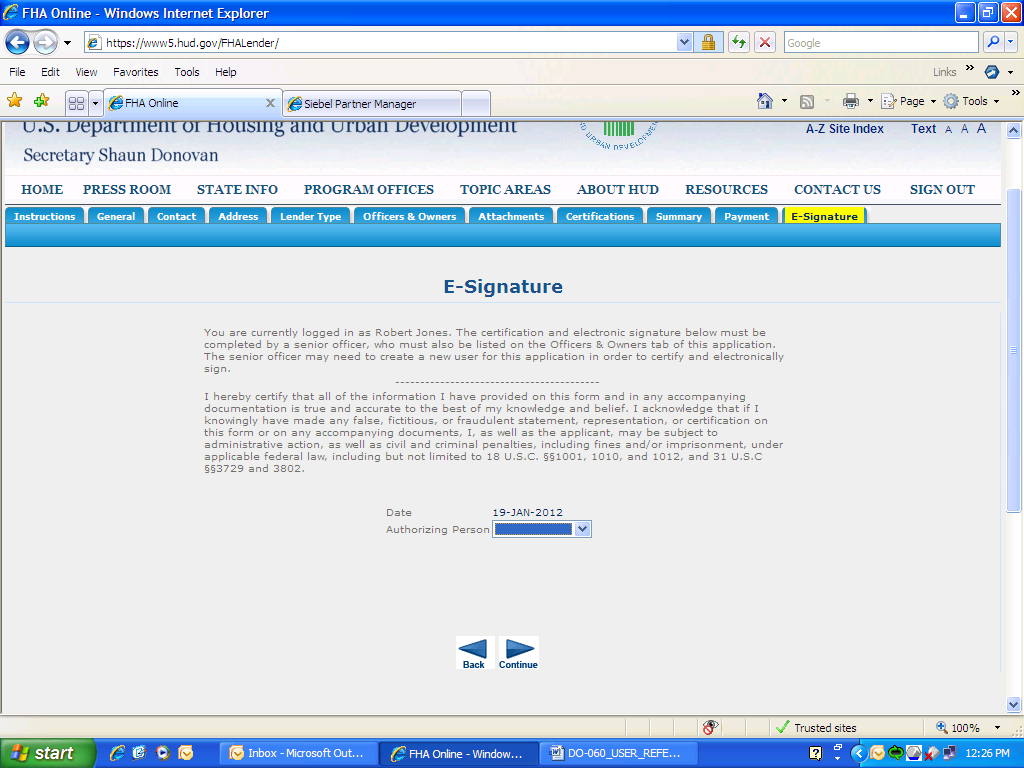 FHA Online - Windows Internet Explorer
https://www5.hud.gov/FHALender/
Google
File Edit View Favorites Tools Help
Links
FHA Online
Siebel Partner Manager
Page
Tools
U.S. Department of Housing and Urban Development
URBAN DEVELOPMEN
Secretary Shaun Donovan
A-Z Site Index
Text A A A
HOME PRESS ROOM STATE INFO PROGRAM OFFICES TOPIC AREAS ABOUT HUD RESOURCES CONTACT US SIGN OUT
Instructions General Contact Address Lender Type Officers & Owners Attachments Certifications Summary Payment E-Signature
E-Signature
You are currently logged in as Robert Jones. The certification and electronic signature below must be
completed by a senior officer, who must also be listed on the Officers & Owners tab of this application.
The senior officer may need to create a new user for this application in order to certify and electronically
sign.
-----------------------------------------
I hereby certify that all of the information I have provided on this form and in any accompanying
documentation is true and accurate to the best of my knowledge and belief. I acknowledge that if I
knowingly have made any false, fictitious, or fraudulent statement, representation, or certification on
this form or on any accompanying documents, I, as well as the applicant, may be subject to
administrative action, as well as civil and criminal penalties, including fines and/or imprisonment, under
applicable federal law, including but not limited to 18 U.S.C. §§1001, 1010, and 1012, and 31 U.S.C
§§3729 and 3802.
Date 19-JAN-2012
Authorizing Person
Back
Continue
Trusted sites
100%
start
Inbox - Microsoft Out...
FHA Online - Window...
DO-060_USER_REFE...
12:26 PM